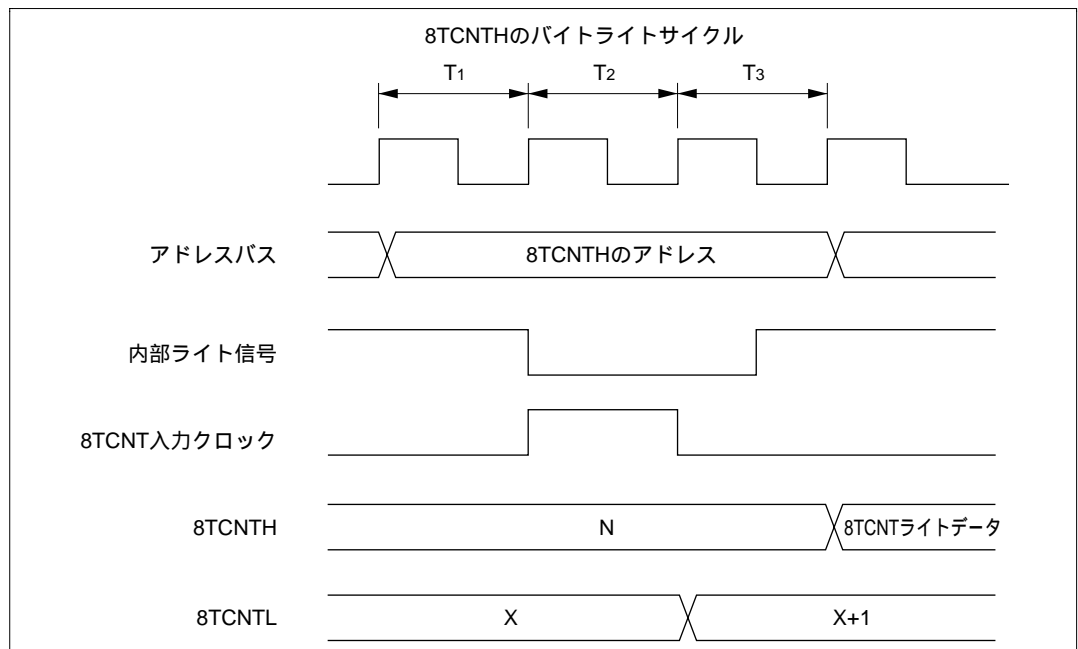 8TCNTHのバイトライトサイクル
T1 T2 T3
アドレスバス 8TCNTHのアドレス
内部ライト信号
8TCNT入力クロック
8TCNTH N 8TCNTライトデータ
8TCNTL X X+1